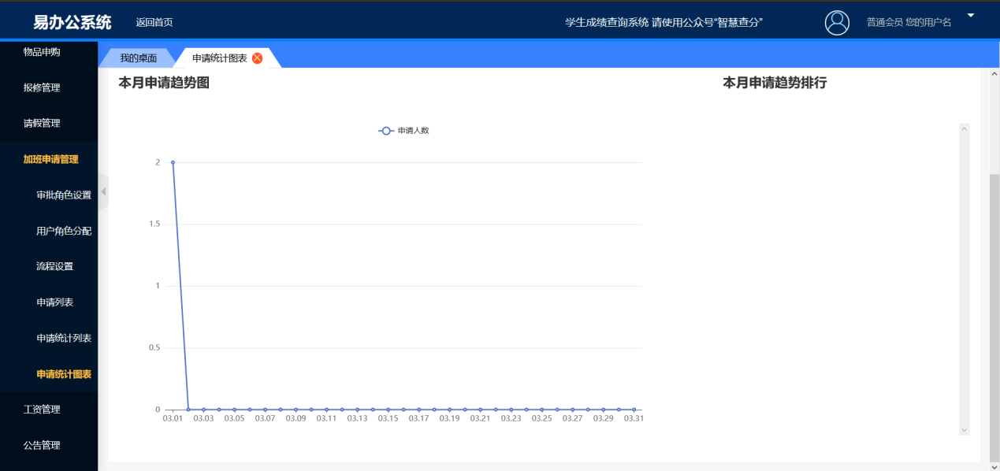 易办公系统 返回首页 学生成绩查询系统 请使用公众号“智慧查分” 普通会员 您的用户名
物品申购
报修管理
请假管理
加班申请管理
审批角色设置
用户角色分配
流程设置
申请列表
申请统计列表
申请统计图表
工资管理
公告管理
我的桌面 申请统计图表
本月申请趋势图
申请人数
2
1.5
1
0.5
0
03.01 03.03 03.05 03.07 03.09 03.11 03.13 03.15 03.17 03.19 03.21 03.23 03.25 03.27 03.29 03.31
本月申请趋势排行